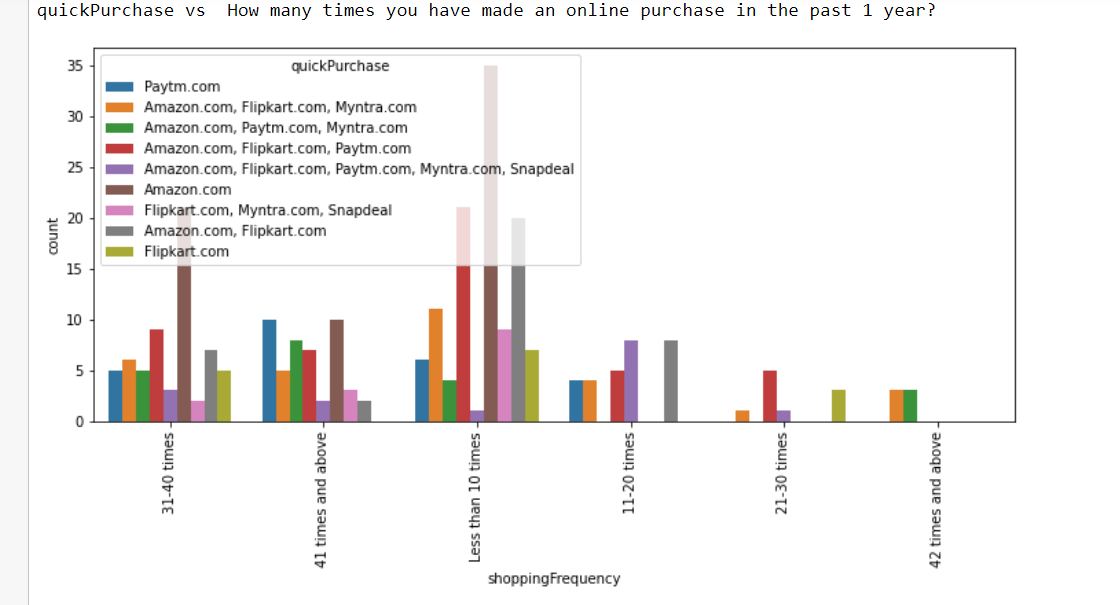 quickPurchase vs  How many times you have made an online purchase in the past 1 year?
quickPurchase
Paytm.com
Amazon.com, Flipkart.com, Myntra.com
Amazon.com, Paytm.com, Myntra.com
Amazon.com, Flipkart.com, Paytm.com
Amazon.com, Flipkart.com, Paytm.com, Myntra.com, Snapdeal
Amazon.com
Flipkart.com, Myntra.com, Snapdeal
Amazon.com, Flipkart.com
Flipkart.com
35
30
25
20
15
10
5
0
count
31-40 times
41 times and above
Less than 10 times
11-20 times
21-30 times
42 times and above
shoppingFrequency